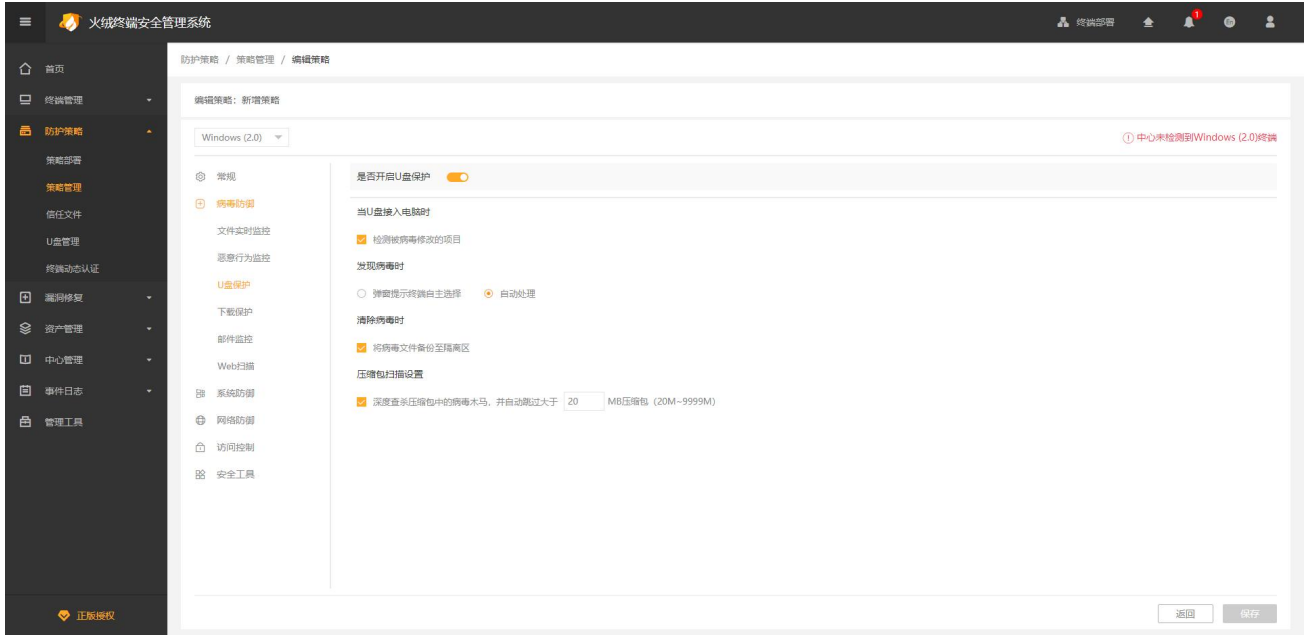 火绒终端安全管理系统
终端部署
1
首页
终端管理
防护策略
策略部署
策略管理
信任文件
U盘管理
终端动态认证
漏洞修复
资产管理
中心管理
事件日志
管理工具
正版授权
防护策略 / 策略管理 / 编辑策略
编辑策略：新增策略
Windows (2.0)
中心未检测到Windows (2.0)终端
常规
病毒防御
文件实时监控
恶意行为监控
U盘保护
下载保护
邮件监控
Web扫描
系统防御
网络防御
访问控制
安全工具
是否开启U盘保护
当U盘接入电脑时
检测被病毒修改的项目
发现病毒时
弹窗提示终端自主选择 自动处理
清除病毒时
将病毒文件备份至隔离区
压缩包扫描设置
深度查杀压缩包中的病毒木马，并自动跳过大于 20 MB压缩包（20M~9999M）
返回 保存